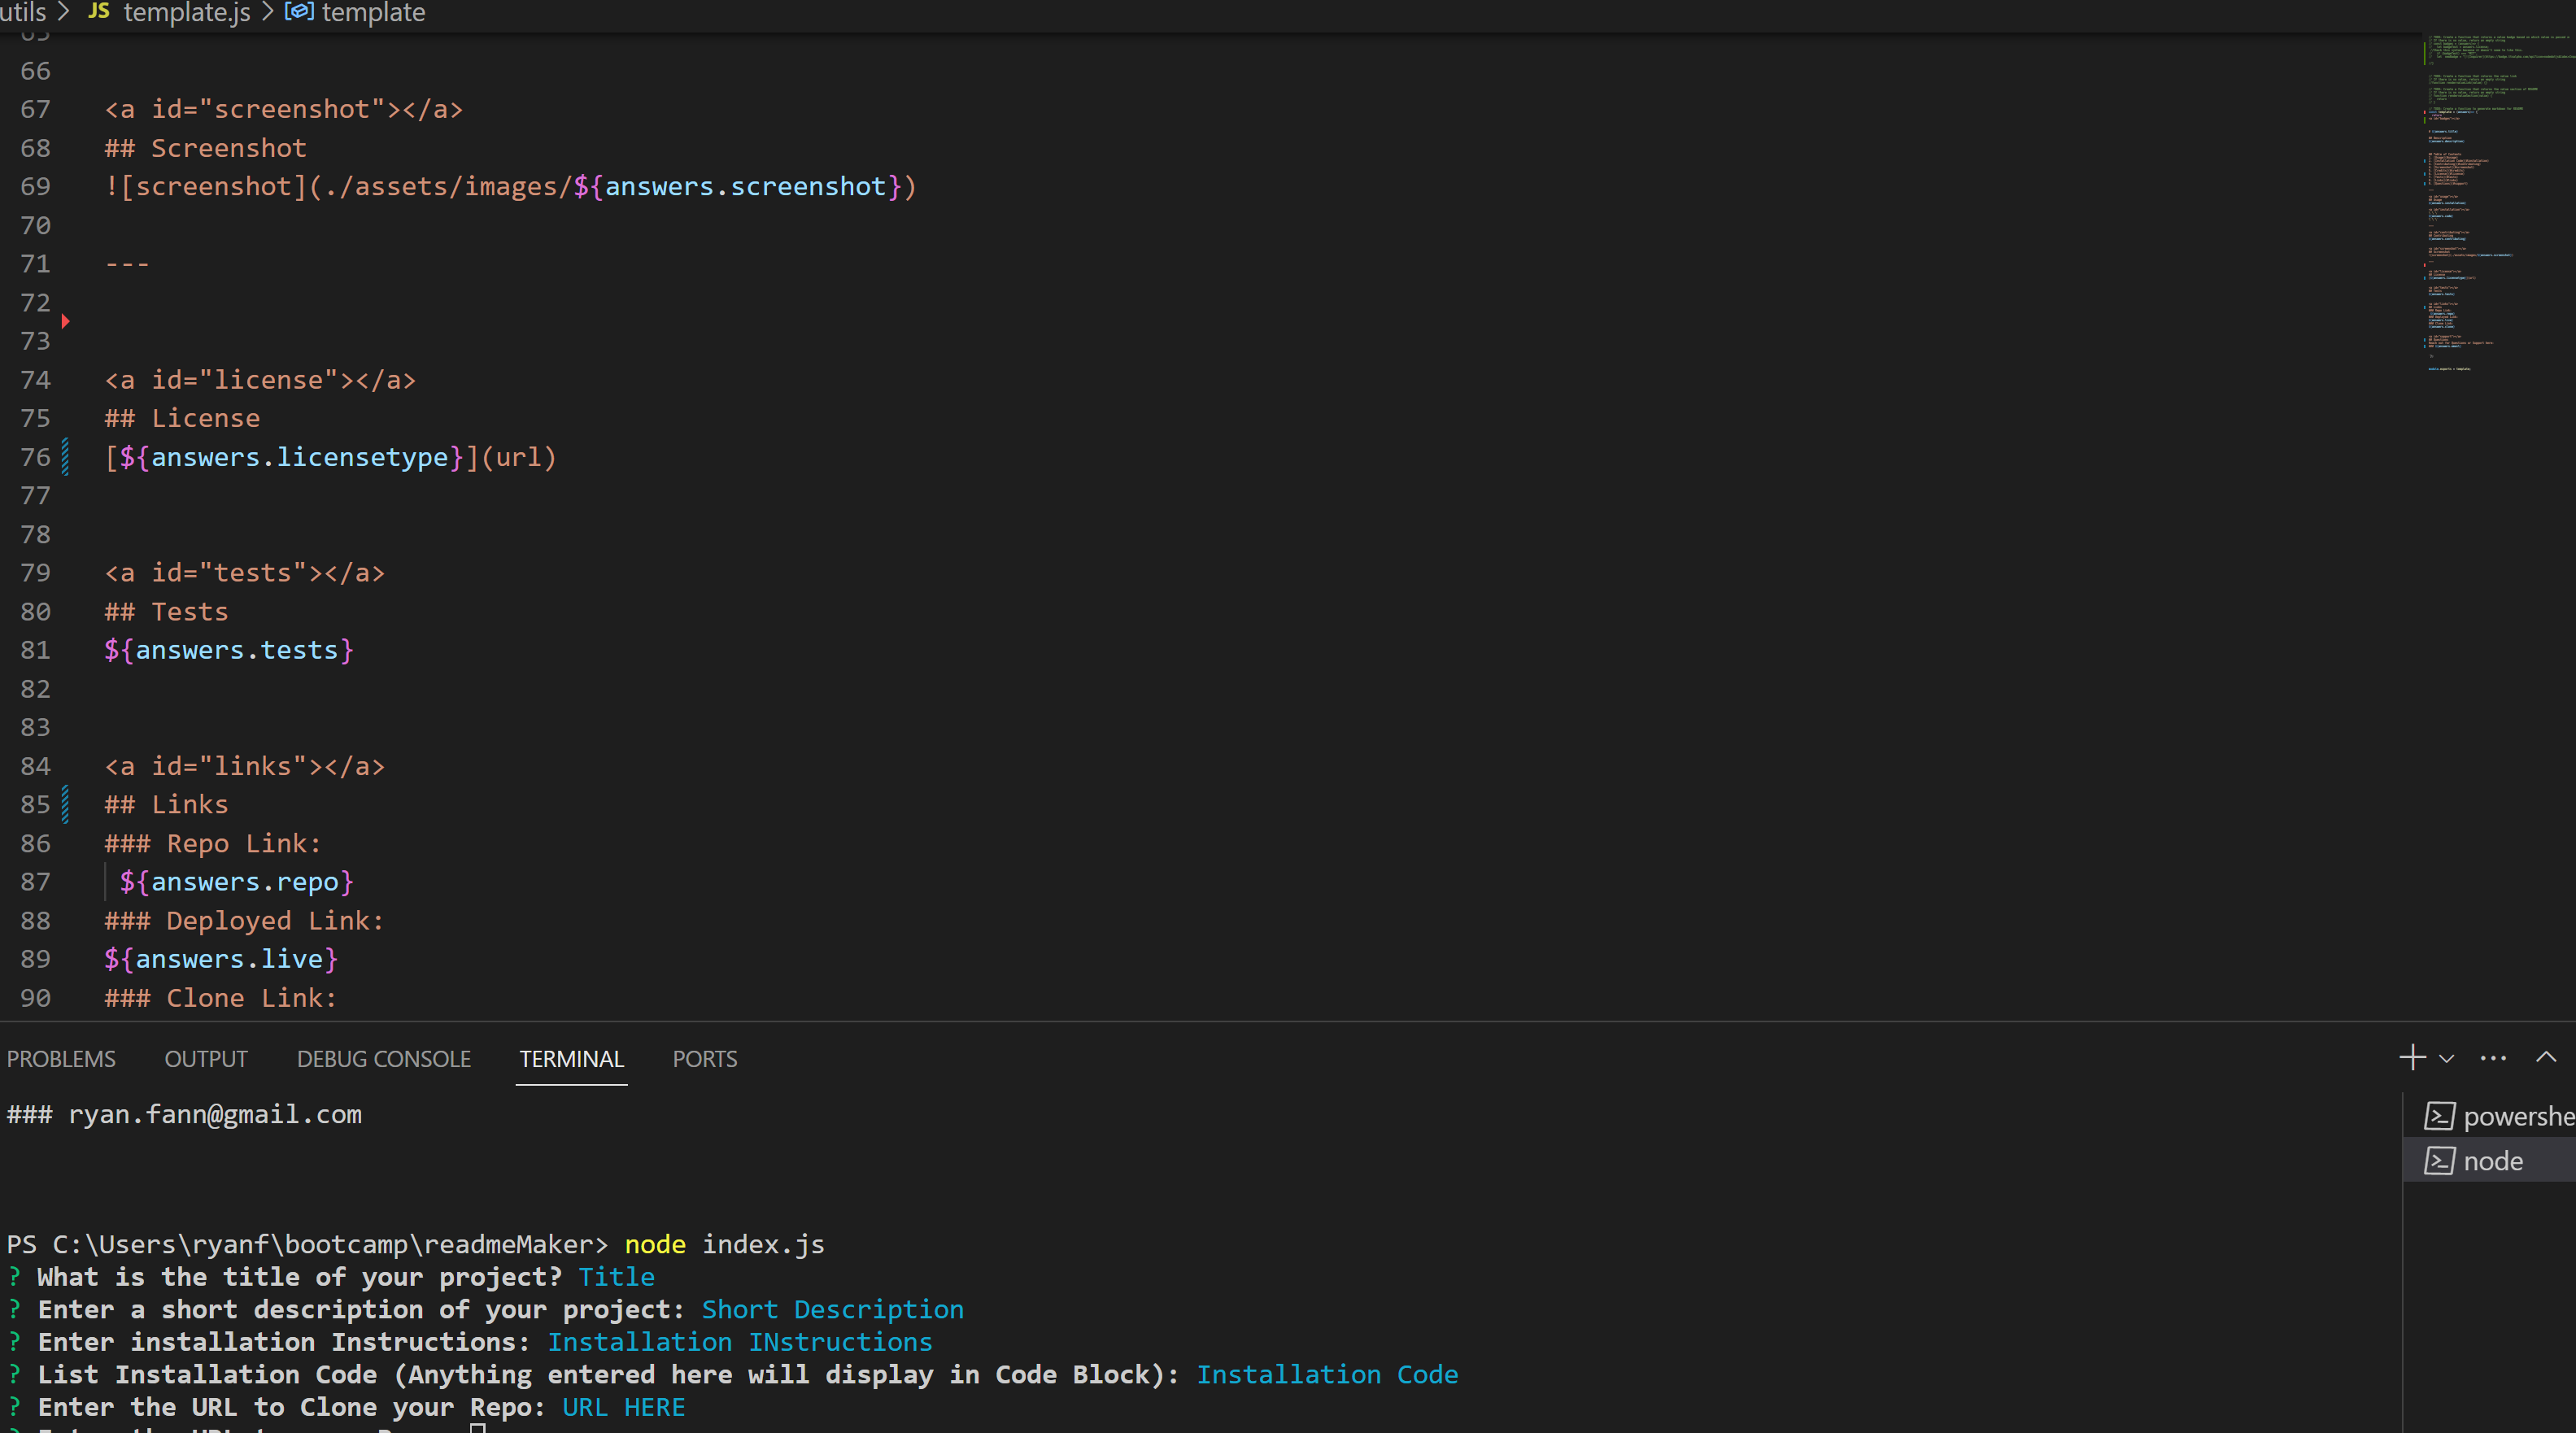 utils > JS template.js > template
65
66
67 <a id="screenshot"></a>
68 ## Screenshot
69 ![screenshot](./assets/images/${answers.screenshot})
70
71 ---
72
73
74 <a id="license"></a>
75 ## License
76 [${answers.licensetype}](url)
77
78
79 <a id="tests"></a>
80 ## Tests
81 ${answers.tests}
82
83
84 <a id="links"></a>
85 ## Links
86 ### Repo Link:
87 ${answers.repo}
88 ### Deployed Link:
89 ${answers.live}
90 ### Clone Link:
PROBLEMS OUTPUT DEBUG CONSOLE TERMINAL PORTS
### ryan.fann@gmail.com
powershe
node
PS C:\Users\ryanf\bootcamp\readmeMaker> node index.js
? What is the title of your project? Title
? Enter a short description of your project: Short Description
? Enter installation Instructions: Installation INstructions
? List Installation Code (Anything entered here will display in Code Block): Installation Code
? Enter the URL to Clone your Repo: URL HERE